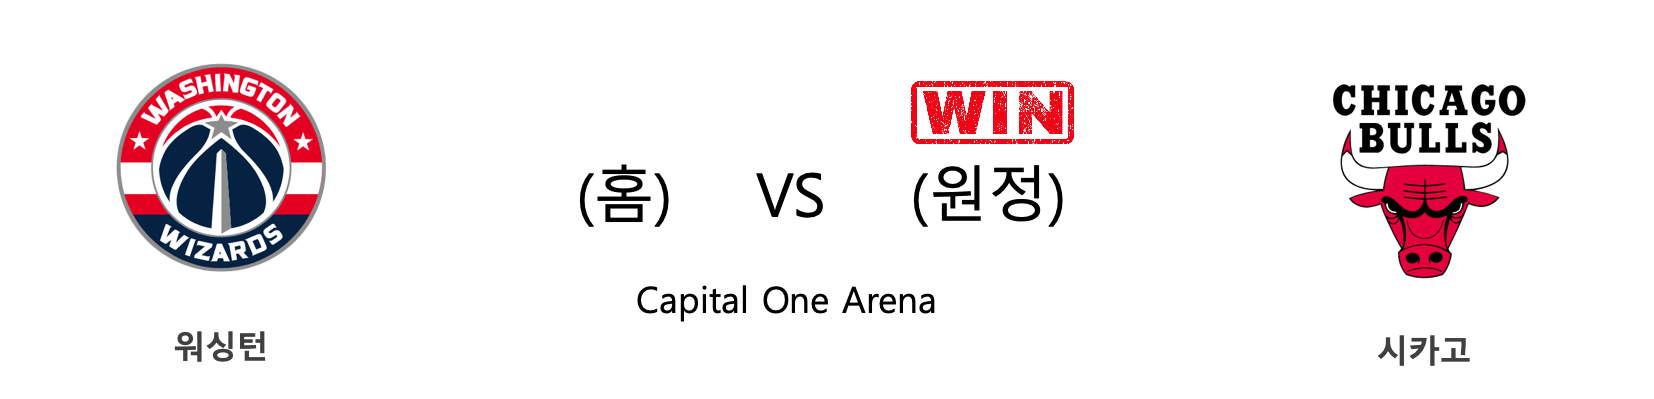 WASHINGTON
WIZARDS
워싱턴
WIN
(홈) VS (원정)
Capital One Arena
CHICAGO
BULLS
시카고